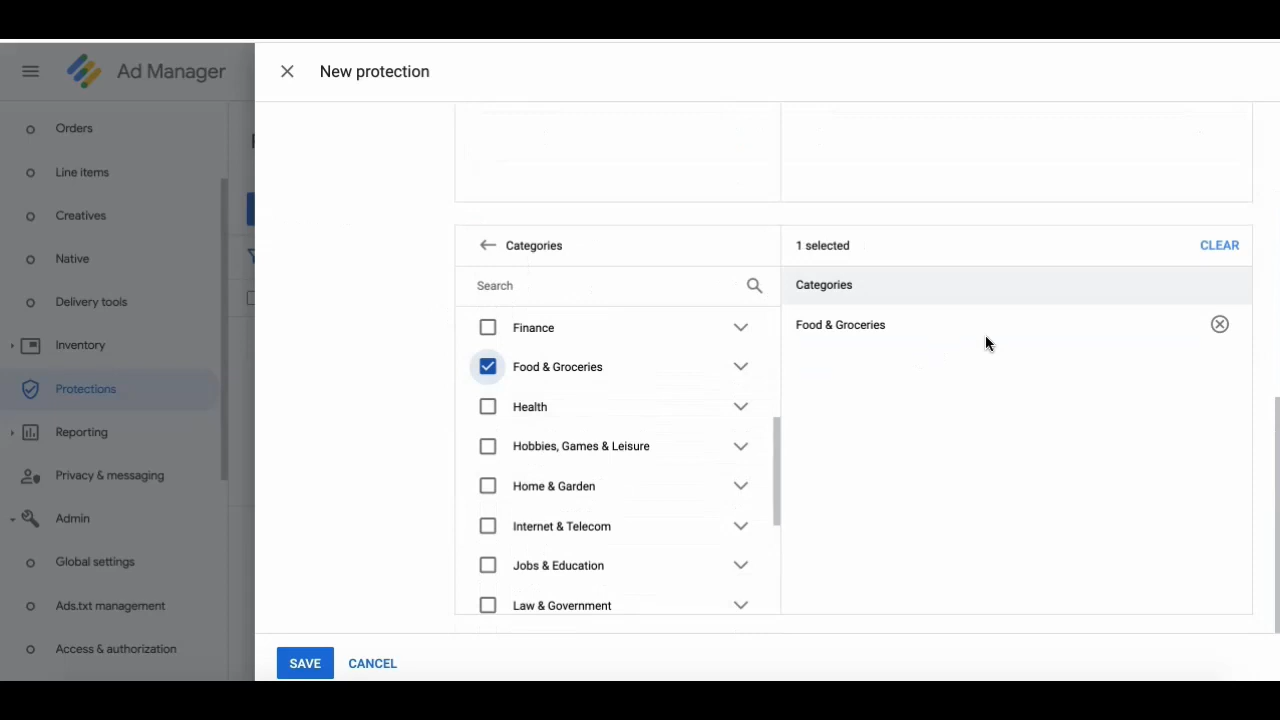 Ad Manager
New protection
Orders
Line items
Creatives
Native
Delivery tools
Inventory
Protections
Reporting
Privacy & messaging
Admin
Global settings
Ads.txt management
Access & authorization
Categories
1 selected
CLEAR
Search
Categories
Finance
Food & Groceries
Food & Groceries
Health
Hobbies, Games & Leisure
Home & Garden
Internet & Telecom
Jobs & Education
Law & Government
SAVE
CANCEL